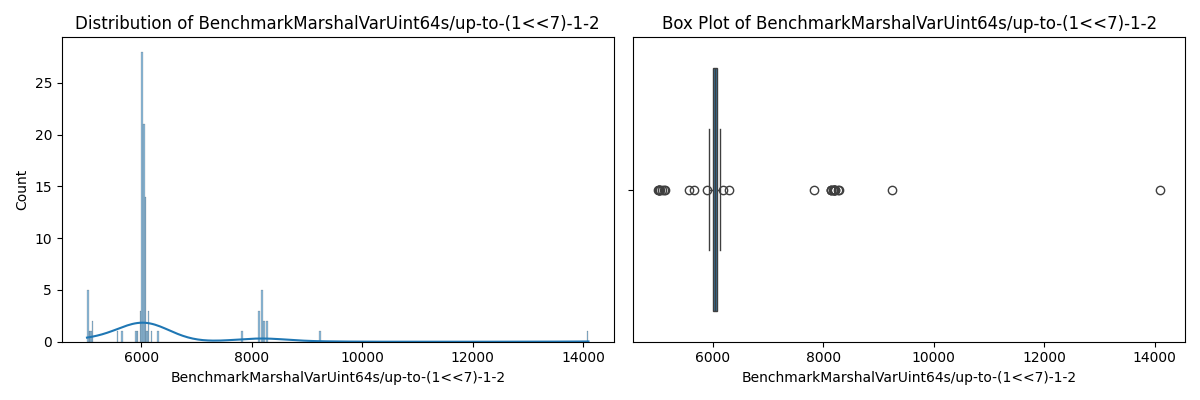 Distribution of BenchmarkMarshalVarUint64s/up-to-(1<<7)-1-2
Count
25
20
15
10
5
0
6000 8000 10000 12000 14000
BenchmarkMarshalVarUint64s/up-to-(1<<7)-1-2
Box Plot of BenchmarkMarshalVarUint64s/up-to-(1<<7)-1-2
6000 8000 10000 12000 14000
BenchmarkMarshalVarUint64s/up-to-(1<<7)-1-2